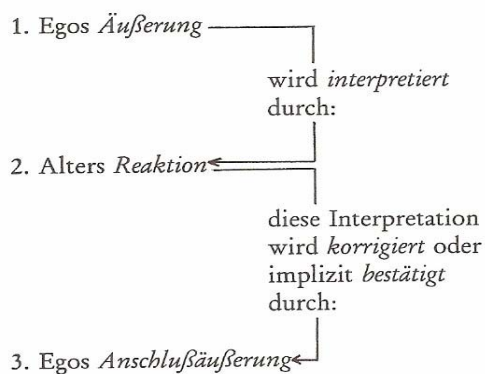 1. Egos Äußerung
wird interpretiert
durch:
2. Alters Reaktion
diese Interpretation
wird korrigiert oder
implizit bestätigt
durch:
3. Egos Anschlußäußerung